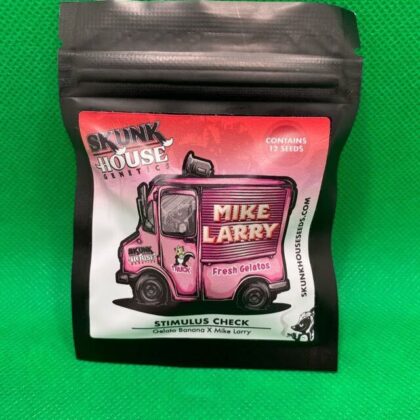 SKUNK
HOUSE
GENETICS
CONTAINS
12 SEEDS
MIKE
LARRY
Fresh Gelatos
SKUNK
HOUSE
SKUNKHOUSESEEDS.COM
STIMULUS CHECK
Gelato Banana X Mike Larry